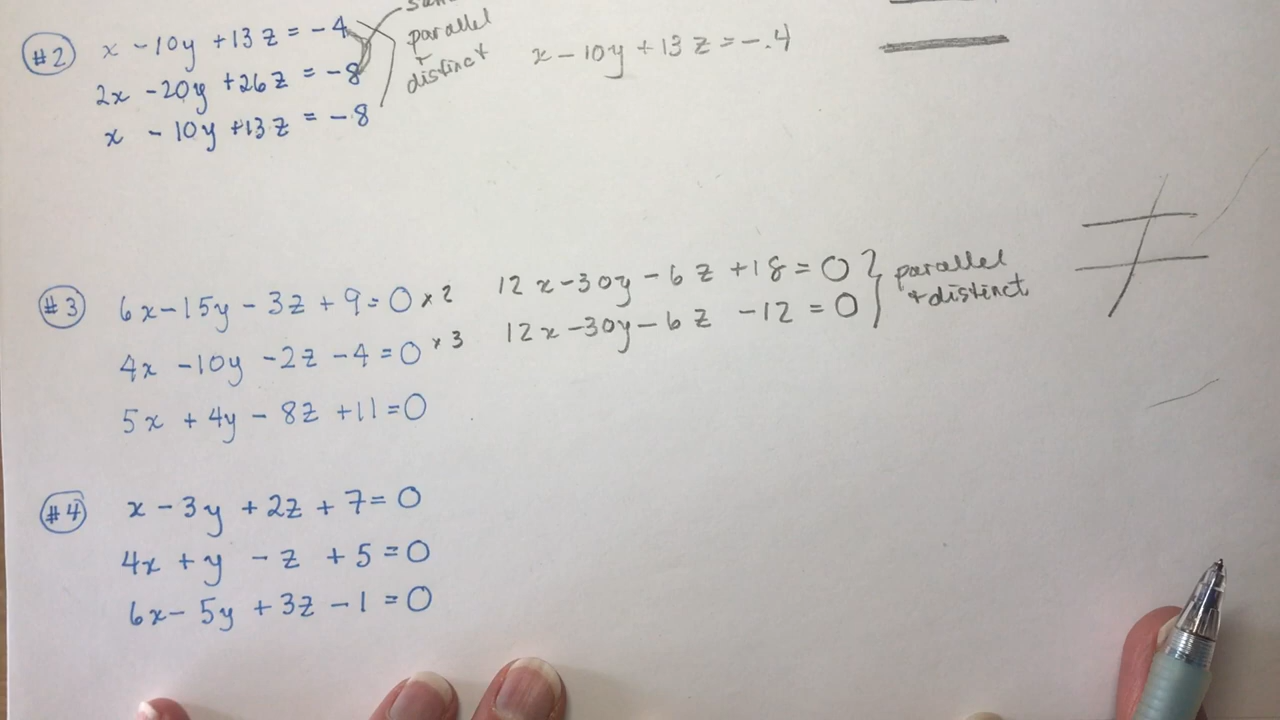 #2 x - 10y + 13z = -4
2x - 20y + 26z = -8
x - 10y + 13z = -8
parallel
+
distinct
x - 10y + 13z = -.4
#3 6x - 15y - 3z + 9 = 0 x 2
4x - 10y - 2z - 4 = 0 x 3
5x + 4y - 8z + 11 = 0
12x - 30y - 6z + 18 = 0
12x - 30y - 6z - 12 = 0
parallel
+ distinct
#4 x - 3y + 2z + 7 = 0
4x + y - z + 5 = 0
6x - 5y + 3z - 1 = 0